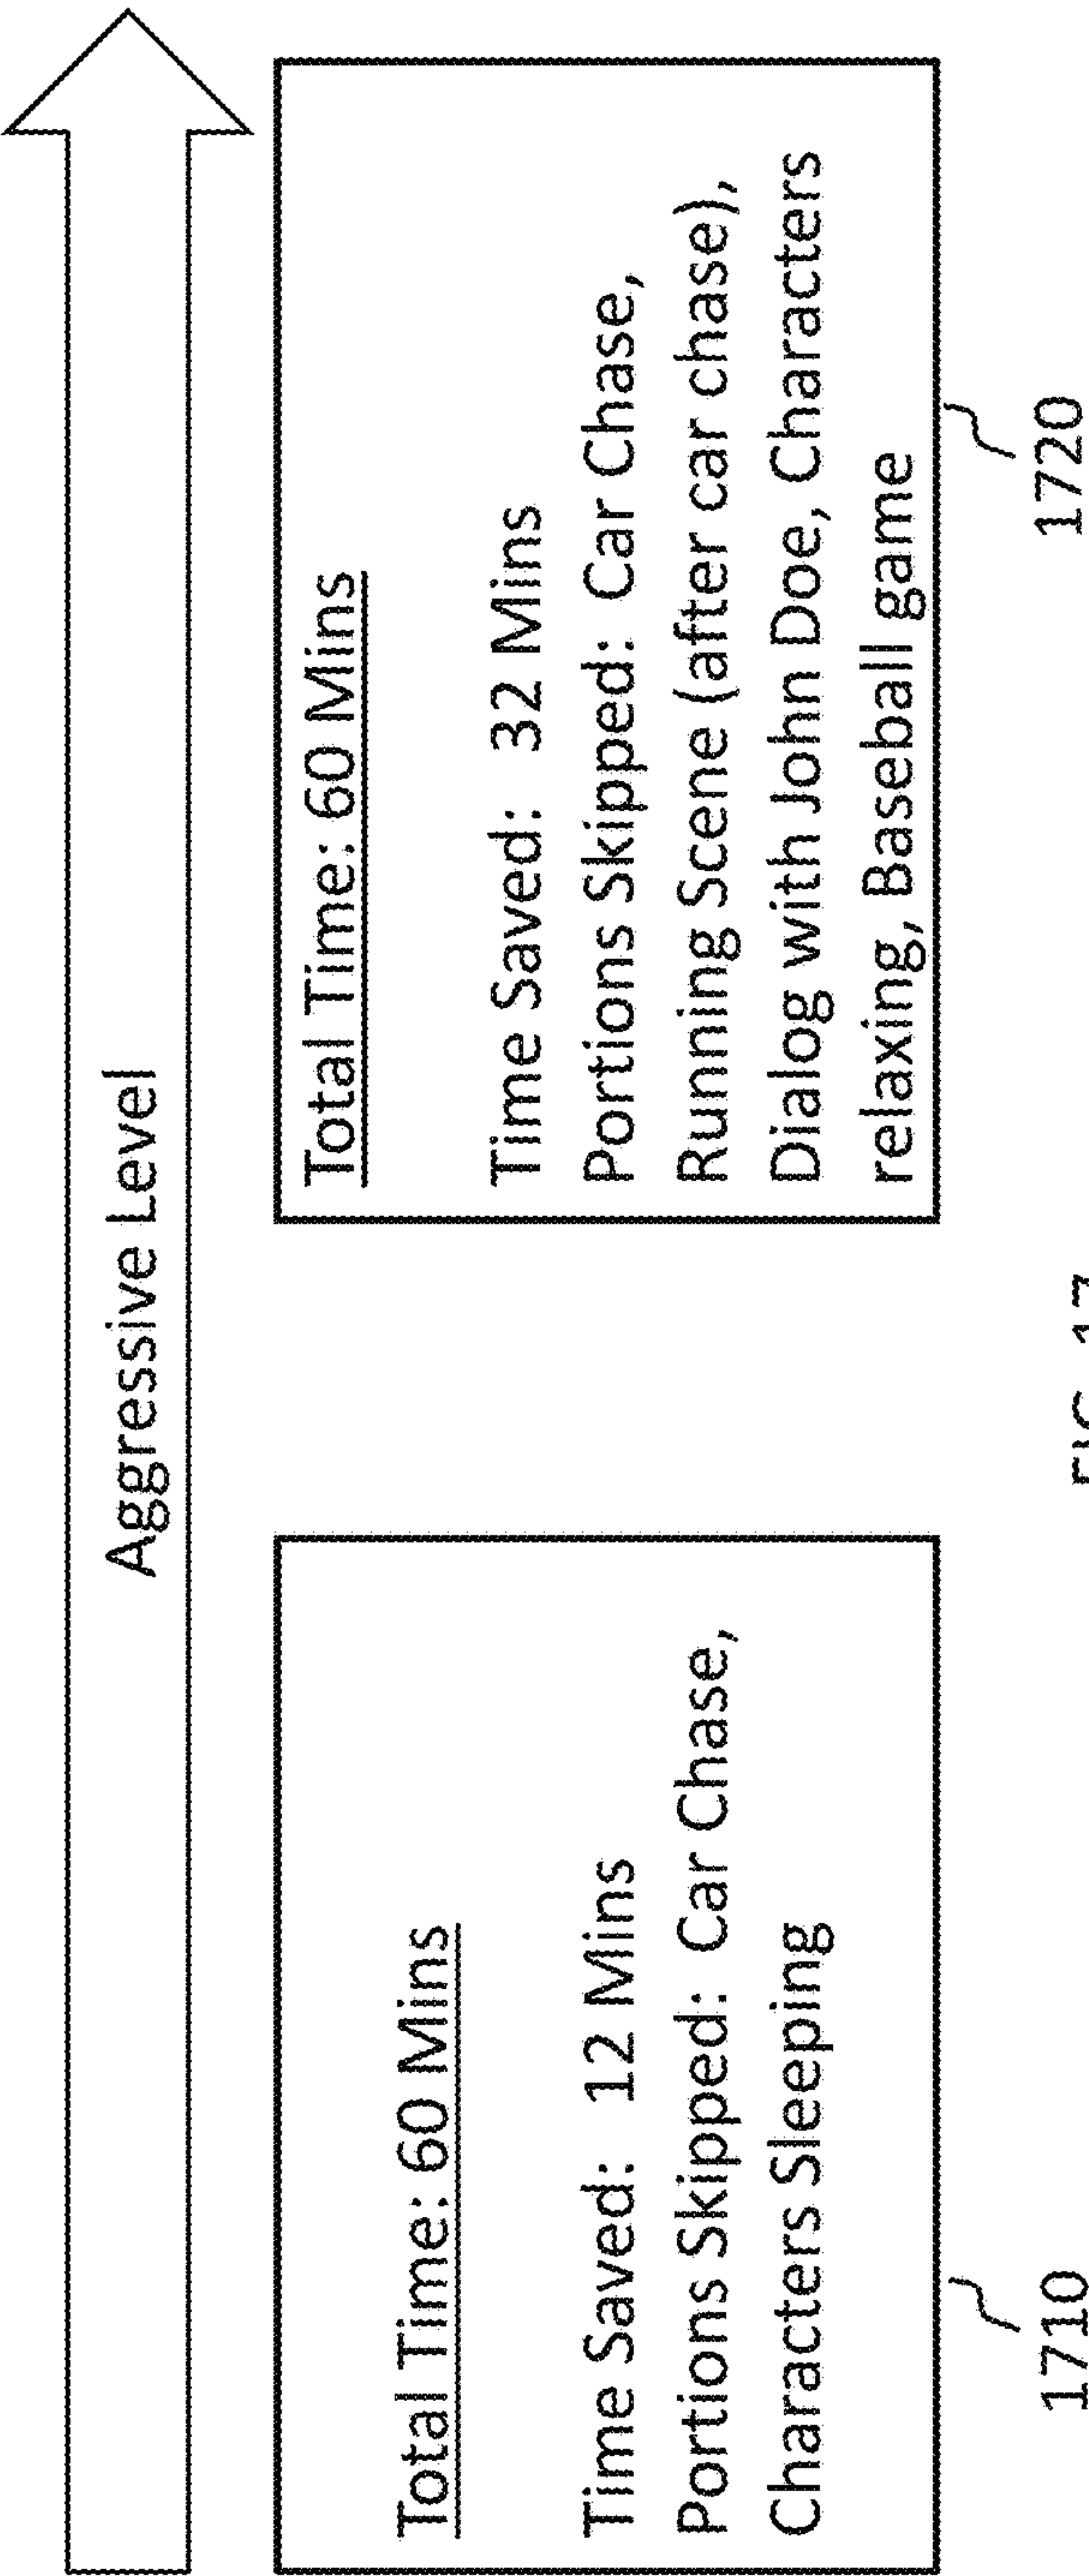 Aggressive Level
Total Time: 60 Mins
Time Saved: 12 Mins
Portions Skipped: Car Chase,
Characters Sleeping
1710
Total Time: 60 Mins
Time Saved: 32 Mins
Portions Skipped: Car Chase,
Running Scene (after car chase),
Dialog with John Doe, Characters
relaxing, Baseball game
1720